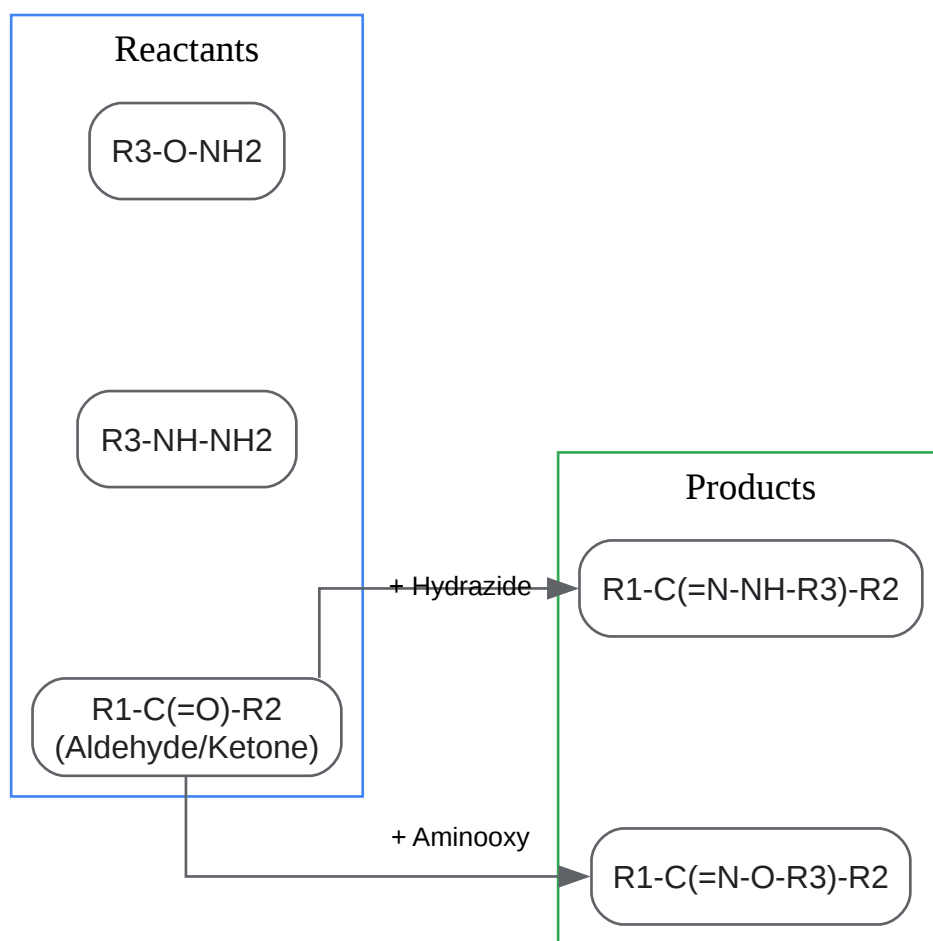 Reactants
R3-O-NH2
R3-NH-NH2
Products
+ Hydrazide
R1-C(=N-NH-R3)-R2
R1-C(=O)-R2
(Aldehyde/Ketone)
+ Aminooxy
R1-C(=N-O-R3)-R2